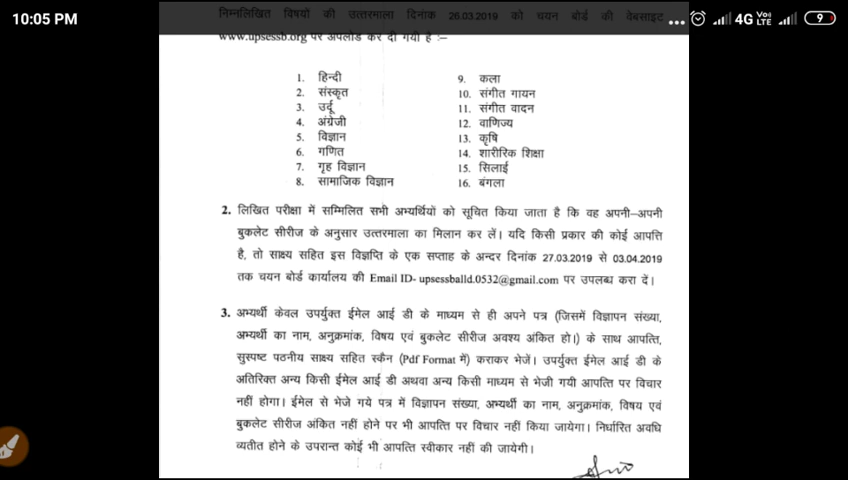 10:05 PM
4G VoLTE 9
निम्नलिखित विषयों की उत्तरमाला दिनांक 26.03.2019 को चयन बोर्ड की वेबसाइट ...
www.upsessb.org पर अपलोड कर दी गयी है :–
1. हिन्दी
2. संस्कृत
3. उर्दू
4. अंग्रेजी
5. विज्ञान
6. गणित
7. गृह विज्ञान
8. सामाजिक विज्ञान
9. कला
10. संगीत गायन
11. संगीत वादन
12. वाणिज्य
13. कृषि
14. शारीरिक शिक्षा
15. सिलाई
16. बंगला
2. लिखित परीक्षा में सम्मिलित सभी अभ्यर्थियों को सूचित किया जाता है कि वह अपनी–अपनी
बुकलेट सीरीज के अनुसार उत्तरमाला का मिलान कर लें। यदि किसी प्रकार की कोई आपत्ति
है, तो साक्ष्य सहित इस विज्ञप्ति के एक सप्ताह के अन्दर दिनांक 27.03.2019 से 03.04.2019
तक चयन बोर्ड कार्यालय की Email ID- upsessballd.0532@gmail.com पर उपलब्ध करा दें।
3. अभ्यर्थी केवल उपर्युक्त ईमेल आई डी के माध्यम से ही अपने पत्र (जिसमें विज्ञापन संख्या,
अभ्यर्थी का नाम, अनुक्रमांक, विषय एवं बुकलेट सीरीज अवश्य अंकित हो।) के साथ आपत्ति,
सुस्पष्ट पठनीय साक्ष्य सहित स्कैन (Pdf Format में) कराकर भेजें। उपर्युक्त ईमेल आई डी के
अतिरिक्त अन्य किसी ईमेल आई डी अथवा अन्य किसी माध्यम से भेजी गयी आपत्ति पर विचार
नहीं होगा। ईमेल से भेजे गये पत्र में विज्ञापन संख्या, अभ्यर्थी का नाम, अनुक्रमांक, विषय एवं
बुकलेट सीरीज अंकित नहीं होने पर भी आपत्ति पर विचार नहीं किया जायेगा। निर्धारित अवधि
व्यतीत होने के उपरान्त कोई भी आपत्ति स्वीकार नहीं की जायेगी।